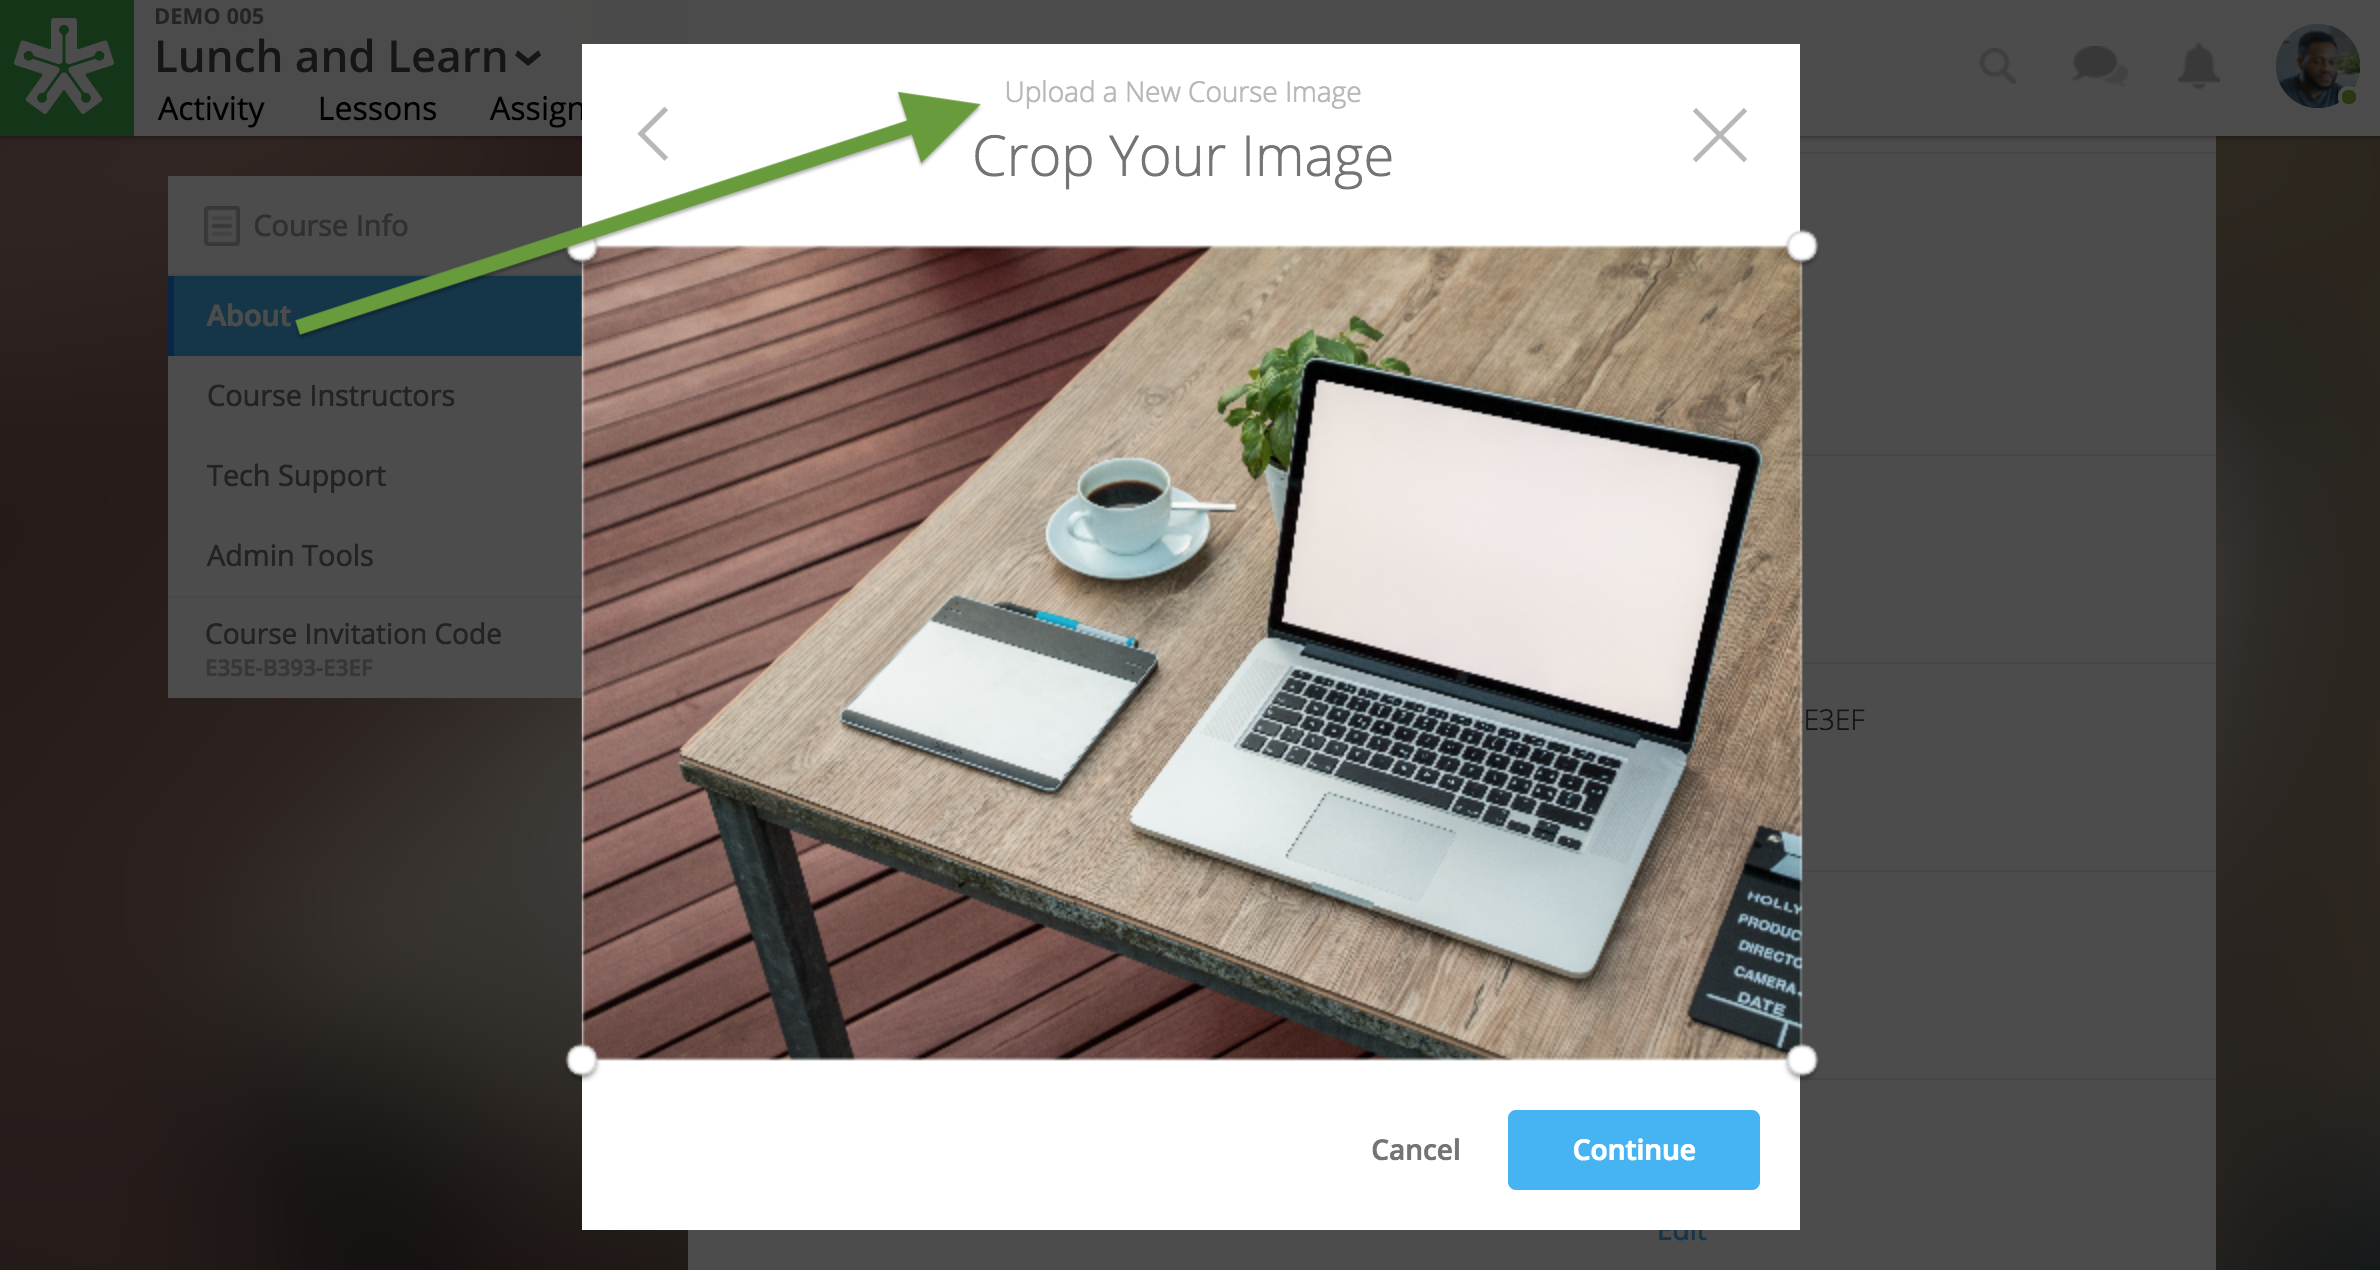 DEMO 005
Lunch and Learn
Activity Lessons Assign
Upload a New Course Image
Crop Your Image
Course Info
About
Course Instructors
Tech Support
Admin Tools
Course Invitation Code
E35E-B393-E3EF
E3EF
HOLLY
PRODUC
DIRECTO
CAMERA
DATE
Cancel
Continue
Edit